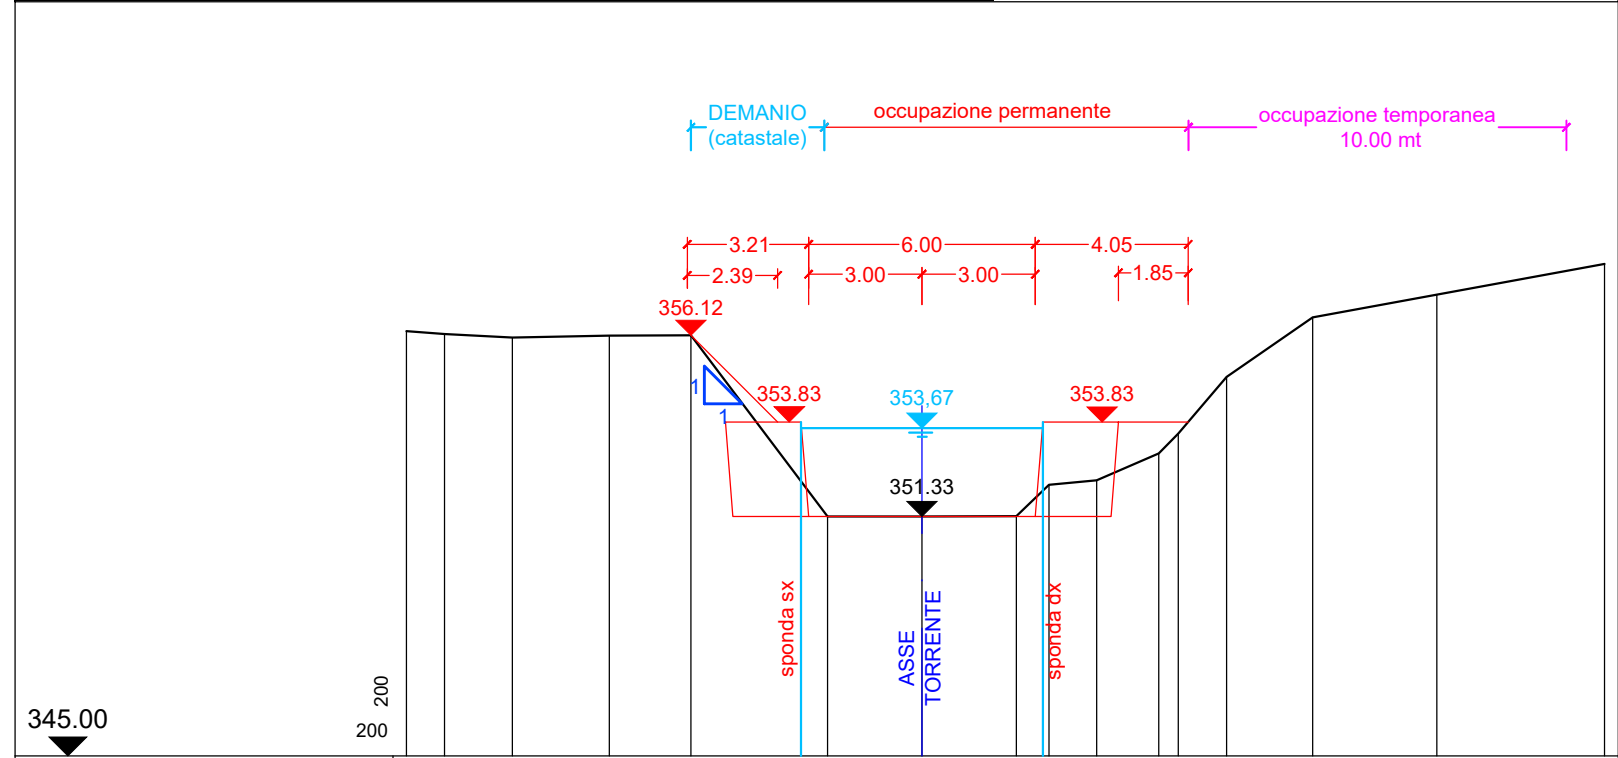 DEMANIO
(catastale)
occupazione permanente
occupazione temporanea
10.00 mt
3.21
6.00
4.05
2.39
3.00
3.00
1.85
356.12
1
1
353.83
353,67
353.83
351.33
sponda sx
ASSE
TORRENTE
sponda dx
200
200
345.00